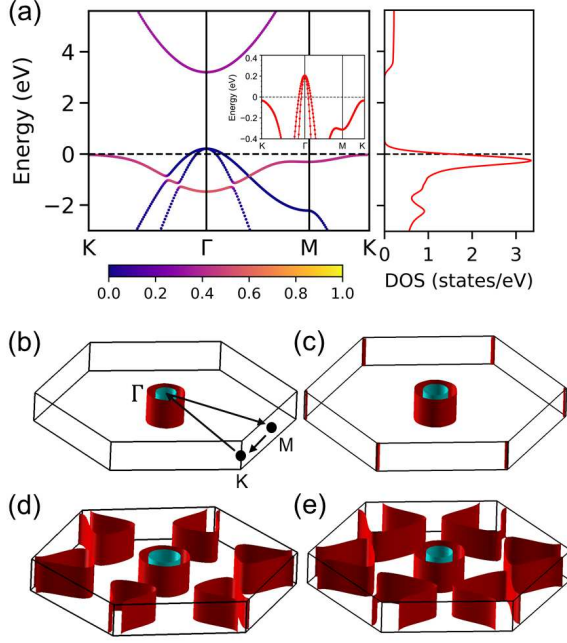 (a)
Energy (eV)
4
2
0
−2
K Γ M K
Energy (eV)
0.4
0.2
0
−0.2
−0.4
K Γ M K
0 1 2 3
DOS (states/eV)
0.0 0.2 0.4 0.6 0.8 1.0
(b)
Γ
M
K
(c)
(d)
(e)